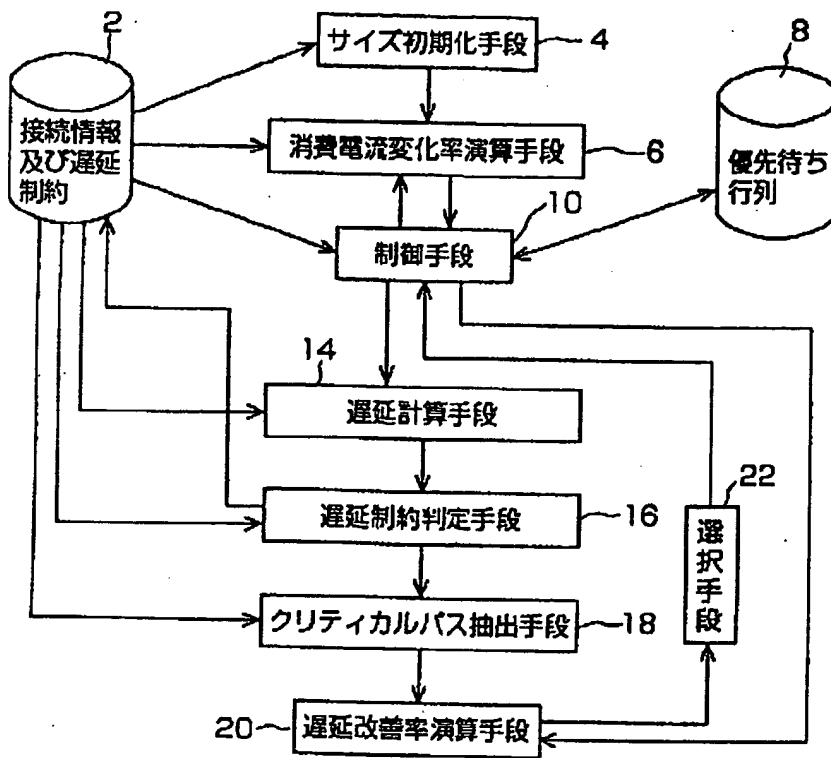 2
接続情報
及び遅延
制約
サイズ初期化手段
4
消費電流変化率演算手段
6
8
優先待ち
行列
10
制御手段
14
遅延計算手段
遅延制約判定手段
16
クリティカルパス抽出手段
18
20
遅延改善率演算手段
22
選択手段